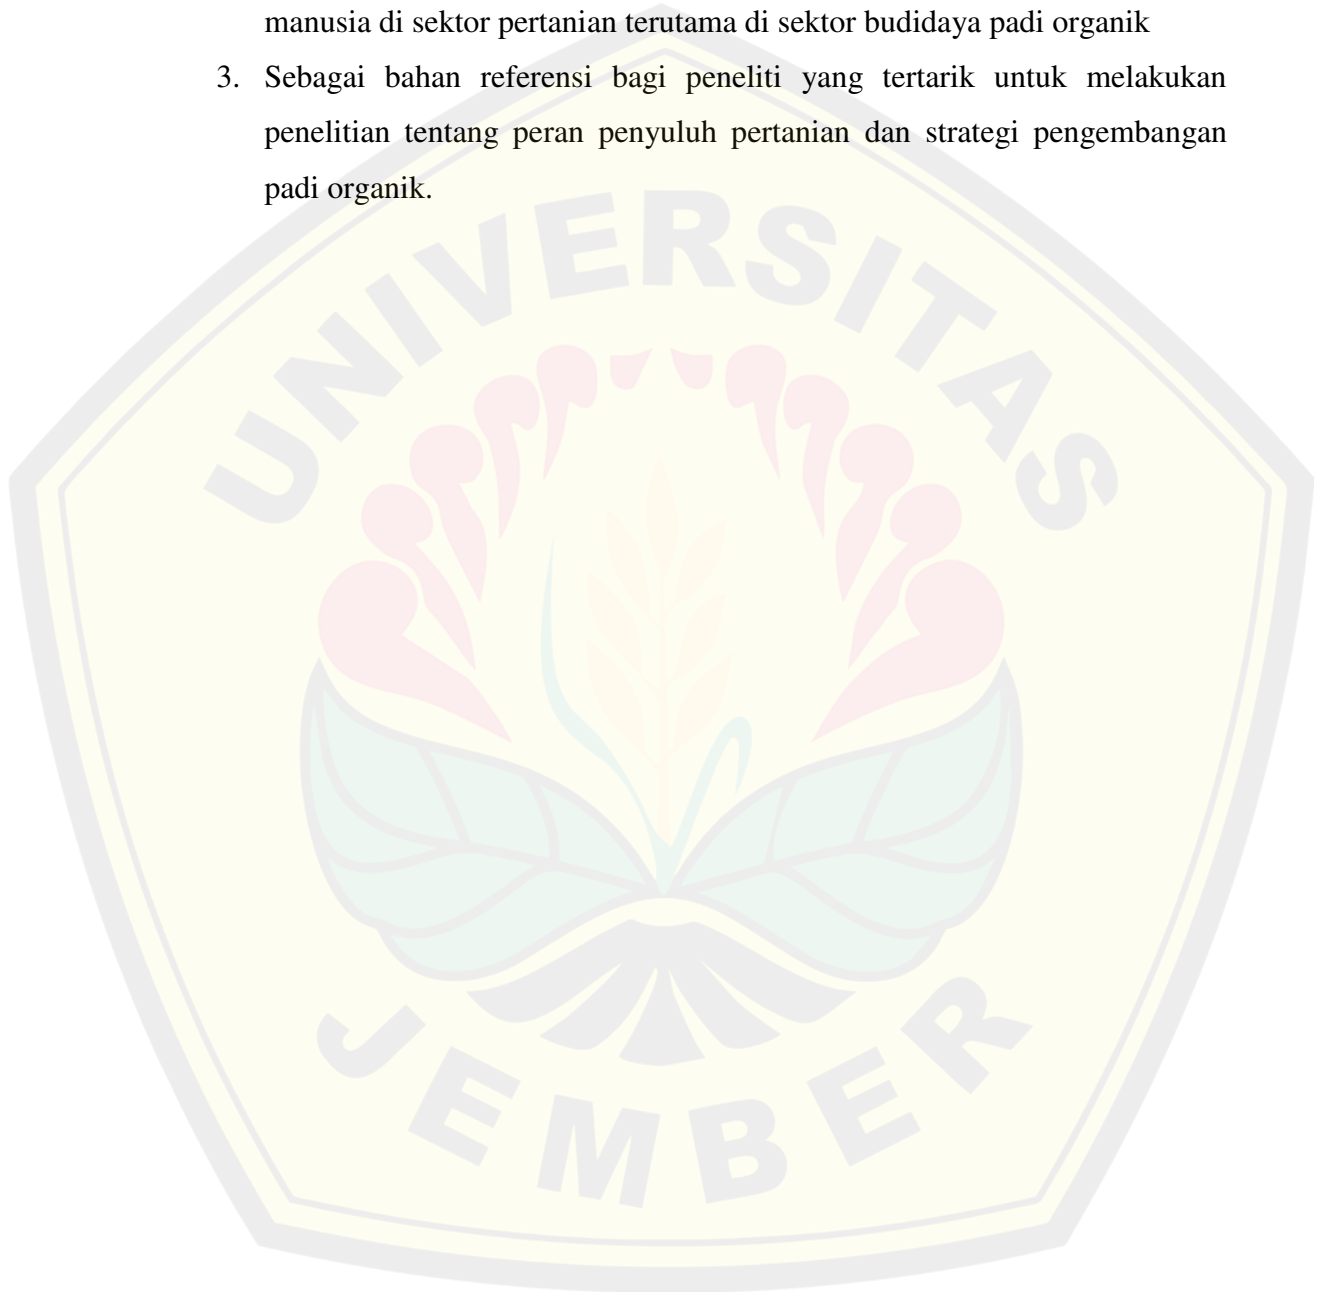 manusia di sektor pertanian terutama di sektor budidaya padi organik
3. Sebagai bahan referensi bagi peneliti yang tertarik untuk melakukan
penelitian tentang peran penyuluh pertanian dan strategi pengembangan
padi organik.
UNIVERSITAS
JEMBER